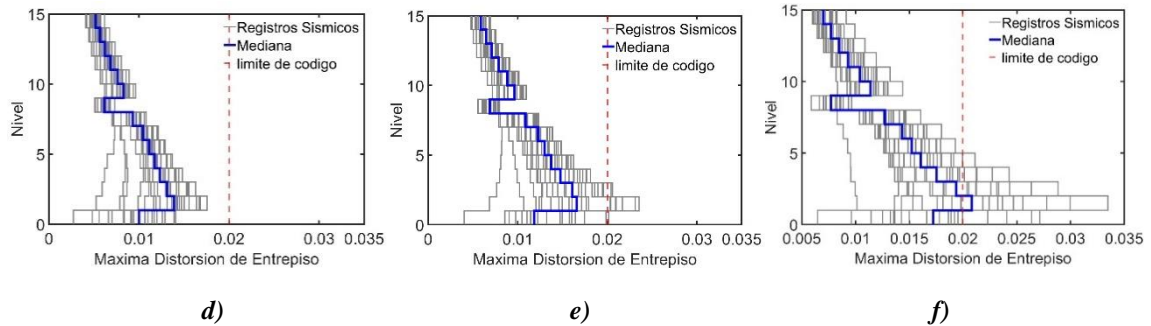 15
10
5
0
Nivel
Registros Sismicos
Mediana
limite de codigo
0 0.01 0.02 0.03 0.035
Maxima Distorsion de Entrepiso
d)
15
10
5
0
Nivel
Registros Sismicos
Mediana
limite de codigo
0 0.01 0.02 0.03 0.035
Maxima Distorsion de Entrepiso
e)
15
10
5
0
Nivel
Registros Sismicos
Mediana
limite de codigo
0.005 0.01 0.015 0.02 0.025 0.03 0.035
Maxima Distorsion de Entrepiso
f)